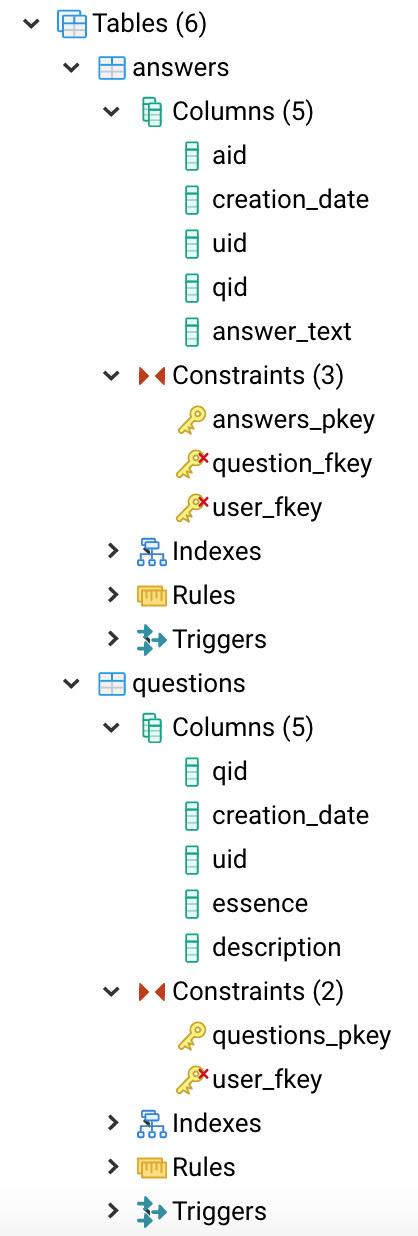 Tables (6)
answers
Columns (5)
aid
creation_date
uid
qid
answer_text
Constraints (3)
answers_pkey
question_fkey
user_fkey
Indexes
Rules
Triggers
questions
Columns (5)
qid
creation_date
uid
essence
description
Constraints (2)
questions_pkey
user_fkey
Indexes
Rules
Triggers